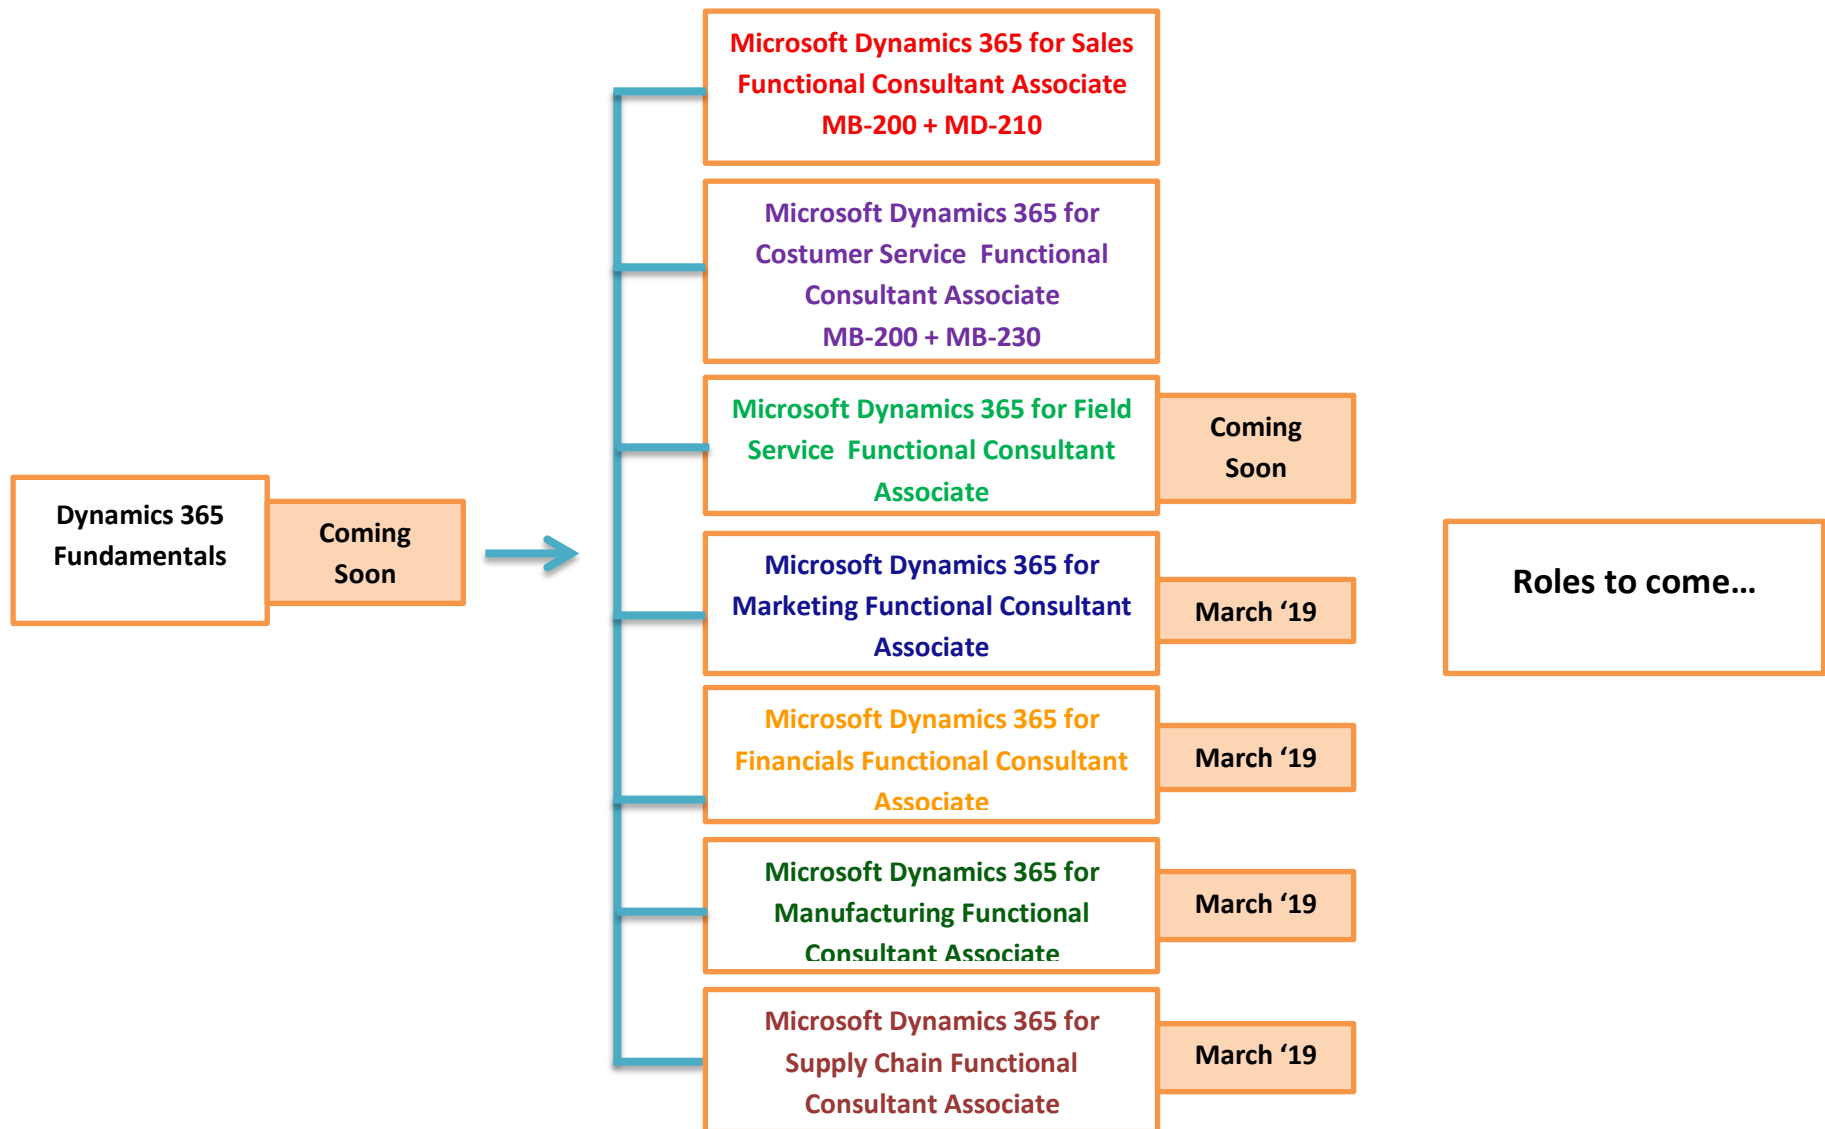 Dynamics 365
Fundamentals
Coming
Soon
Microsoft Dynamics 365 for Sales
Functional Consultant Associate
MB-200 + MD-210
Microsoft Dynamics 365 for
Costumer Service  Functional
Consultant Associate
MB-200 + MB-230
Microsoft Dynamics 365 for Field
Service  Functional Consultant
Associate
Coming
Soon
Microsoft Dynamics 365 for
Marketing Functional Consultant
Associate
March ‘19
Microsoft Dynamics 365 for
Financials Functional Consultant
Associate
March ‘19
Microsoft Dynamics 365 for
Manufacturing Functional
Consultant Associate
March ‘19
Microsoft Dynamics 365 for
Supply Chain Functional
Consultant Associate
March ‘19
Roles to come…